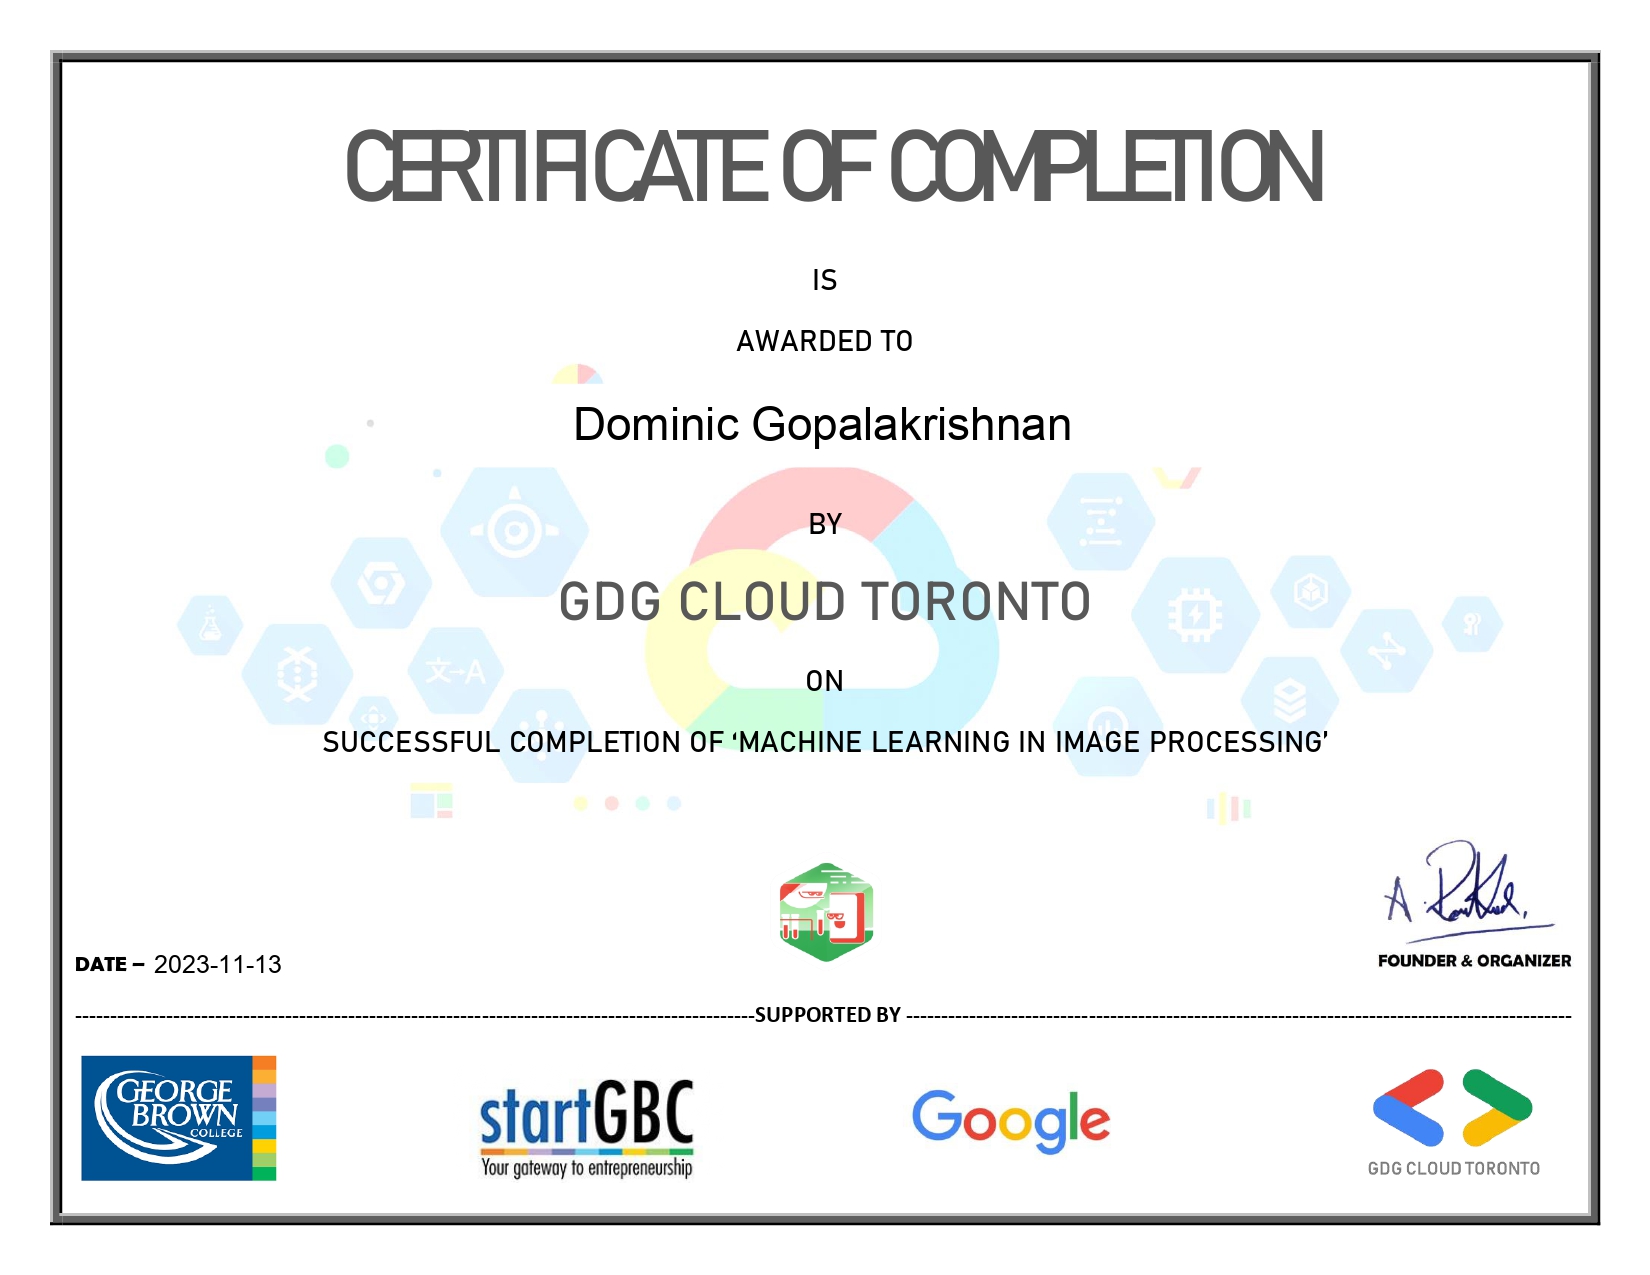 CERTIFICATE OF COMPLETION
IS
AWARDED TO
Dominic Gopalakrishnan
BY
GDG CLOUD TORONTO
ON
文→A
SUCCESSFUL COMPLETION OF ‘MACHINE LEARNING IN IMAGE PROCESSING’
DATE – 2023-11-13
FOUNDER & ORGANIZER
SUPPORTED BY
GEORGE
BROWN
COLLEGE
startGBC
Your gateway to entrepreneurship
Google
GDG CLOUD TORONTO